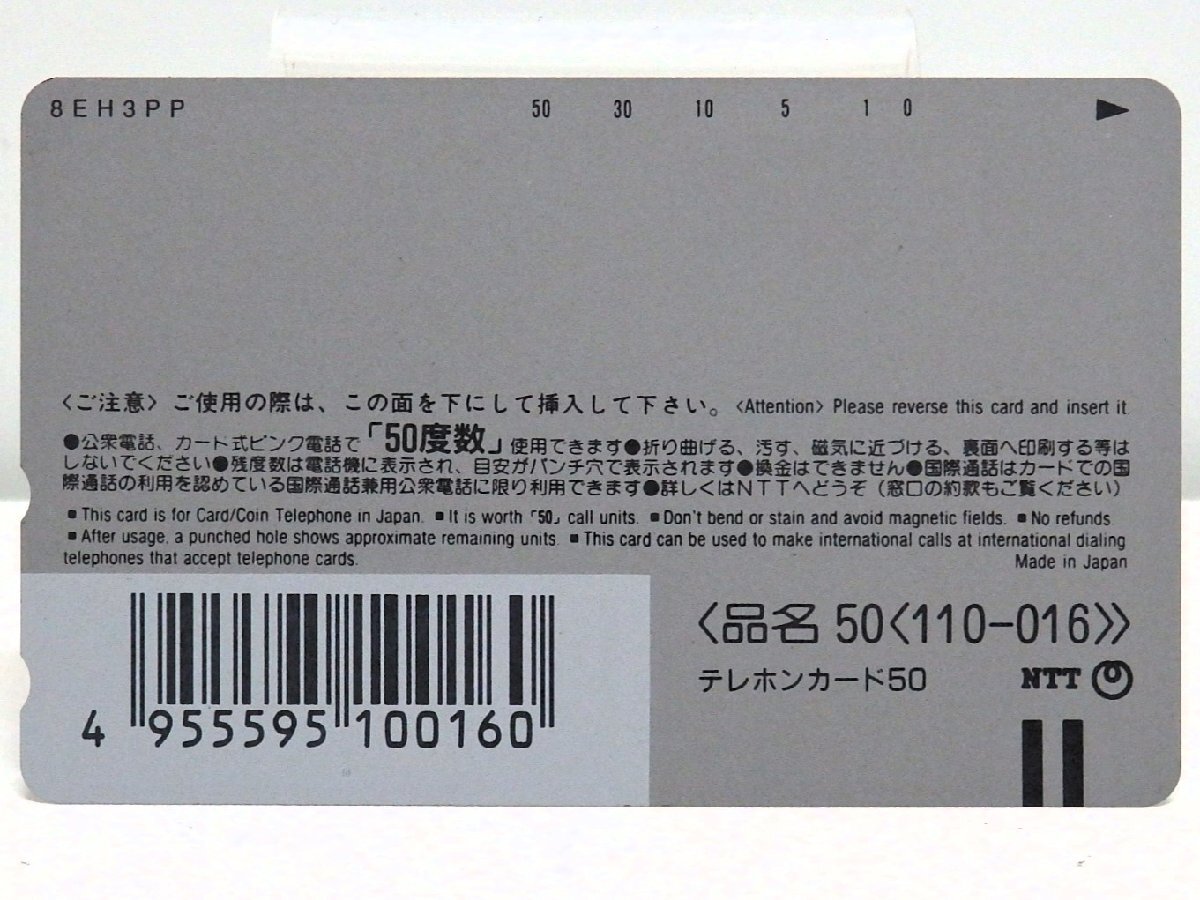 8EH3PP 50 30 10 5 1 0 ▶
〈ご注意〉ご使用の際は、この面を下にして挿入して下さい。〈Attention〉Please reverse this card and insert it
●公衆電話、カード式ピンク電話で「50度数」使用できます●折り曲げる、汚す、磁気に近づける、裏面へ印刷する等は
しないでください●残度数は電話機に表示され、目安がパンチ穴で表示されます●換金はできません●国際通話はカードでの国
際通話の利用を認めている国際通話兼用公衆電話に限り利用できます●詳しくはNTTへどうぞ（窓口の約款もご覧ください）
■This card is for Card/Coin Telephone in Japan. ■It is worth「50」call units. ■Don't bend or stain and avoid magnetic fields. ■No refunds
■After usage, a punched hole shows approximate remaining units. ■This card can be used to make international calls at international dialing
telephones that accept telephone cards. Made in Japan
〈品名 50〈110-016〉〉
テレホンカード50 NTT
4 955595 100160